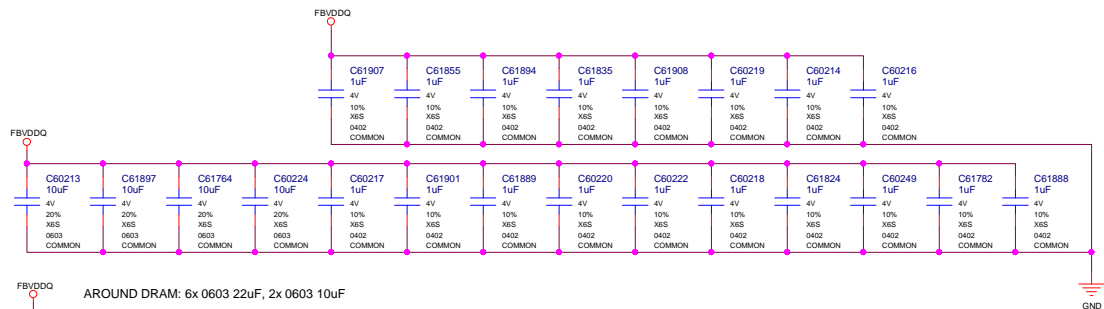 FBVDDQ
C61907 C61855 C61894 C61835 C61908 C60219 C60214 C60216
1uF 1uF 1uF 1uF 1uF 1uF 1uF 1uF
4V 4V 4V 4V 4V 4V 4V 4V
10% 10% 10% 10% 10% 10% 10% 10%
X6S X6S X6S X6S X6S X6S X6S X6S
0402 0402 0402 0402 0402 0402 0402 0402
COMMON COMMON COMMON COMMON COMMON COMMON COMMON COMMON
FBVDDQ
C60213 C61897 C61764 C60224 C60217 C61901 C61889 C60220 C60222 C60218 C61824 C60249 C61782 C61888
10uF 10uF 10uF 10uF 1uF 1uF 1uF 1uF 1uF 1uF 1uF 1uF 1uF 1uF
4V 4V 4V 4V 4V 4V 4V 4V 4V 4V 4V 4V 4V 4V
20% 20% 20% 20% 10% 10% 10% 10% 10% 10% 10% 10% 10% 10%
X6S X6S X6S X6S X6S X6S X6S X6S X6S X6S X6S X6S X6S X6S
0603 0603 0603 0603 0402 0402 0402 0402 0402 0402 0402 0402 0402 0402
COMMON COMMON COMMON COMMON COMMON COMMON COMMON COMMON COMMON COMMON COMMON COMMON COMMON COMMON
FBVDDQ
AROUND DRAM: 6x 0603 22uF, 2x 0603 10uF
GND